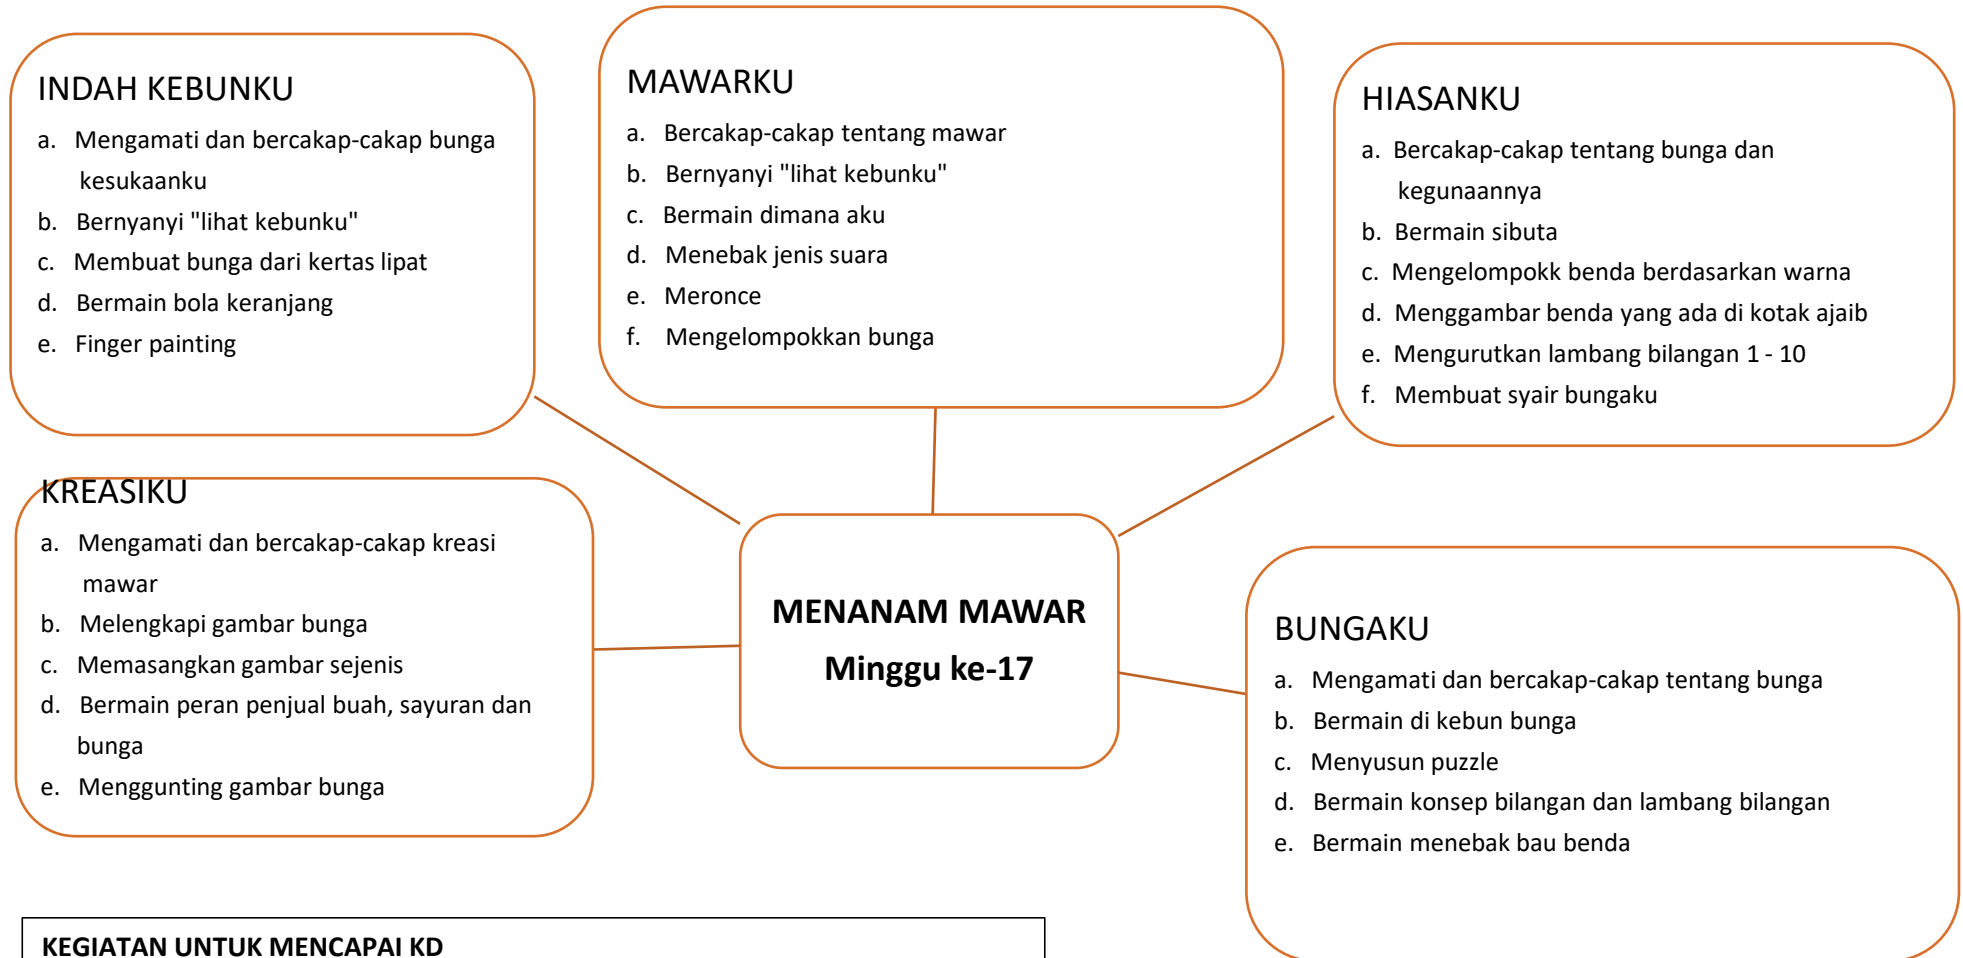 INDAH KEBUNKU
a. Mengamati dan bercakap-cakap bunga
kesukaanku
b. Bernyanyi "lihat kebunku"
c. Membuat bunga dari kertas lipat
d. Bermain bola keranjang
e. Finger painting
MAWARKU
a. Bercakap-cakap tentang mawar
b. Bernyanyi "lihat kebunku"
c. Bermain dimana aku
d. Menebak jenis suara
e. Meronce
f. Mengelompokkan bunga
HIASANKU
a. Bercakap-cakap tentang bunga dan
kegunaannya
b. Bermain sibuta
c. Mengelompokk benda berdasarkan warna
d. Menggambar benda yang ada di kotak ajaib
e. Mengurutkan lambang bilangan 1 - 10
f. Membuat syair bungaku
KREASIKU
a. Mengamati dan bercakap-cakap kreasi
mawar
b. Melengkapi gambar bunga
c. Memasangkan gambar sejenis
d. Bermain peran penjual buah, sayuran dan
bunga
e. Menggunting gambar bunga
MENANAM MAWAR
Minggu ke-17
BUNGAKU
a. Mengamati dan bercakap-cakap tentang bunga
b. Bermain di kebun bunga
c. Menyusun puzzle
d. Bermain konsep bilangan dan lambang bilangan
e. Bermain menebak bau benda
KEGIATAN UNTUK MENCAPAI KD